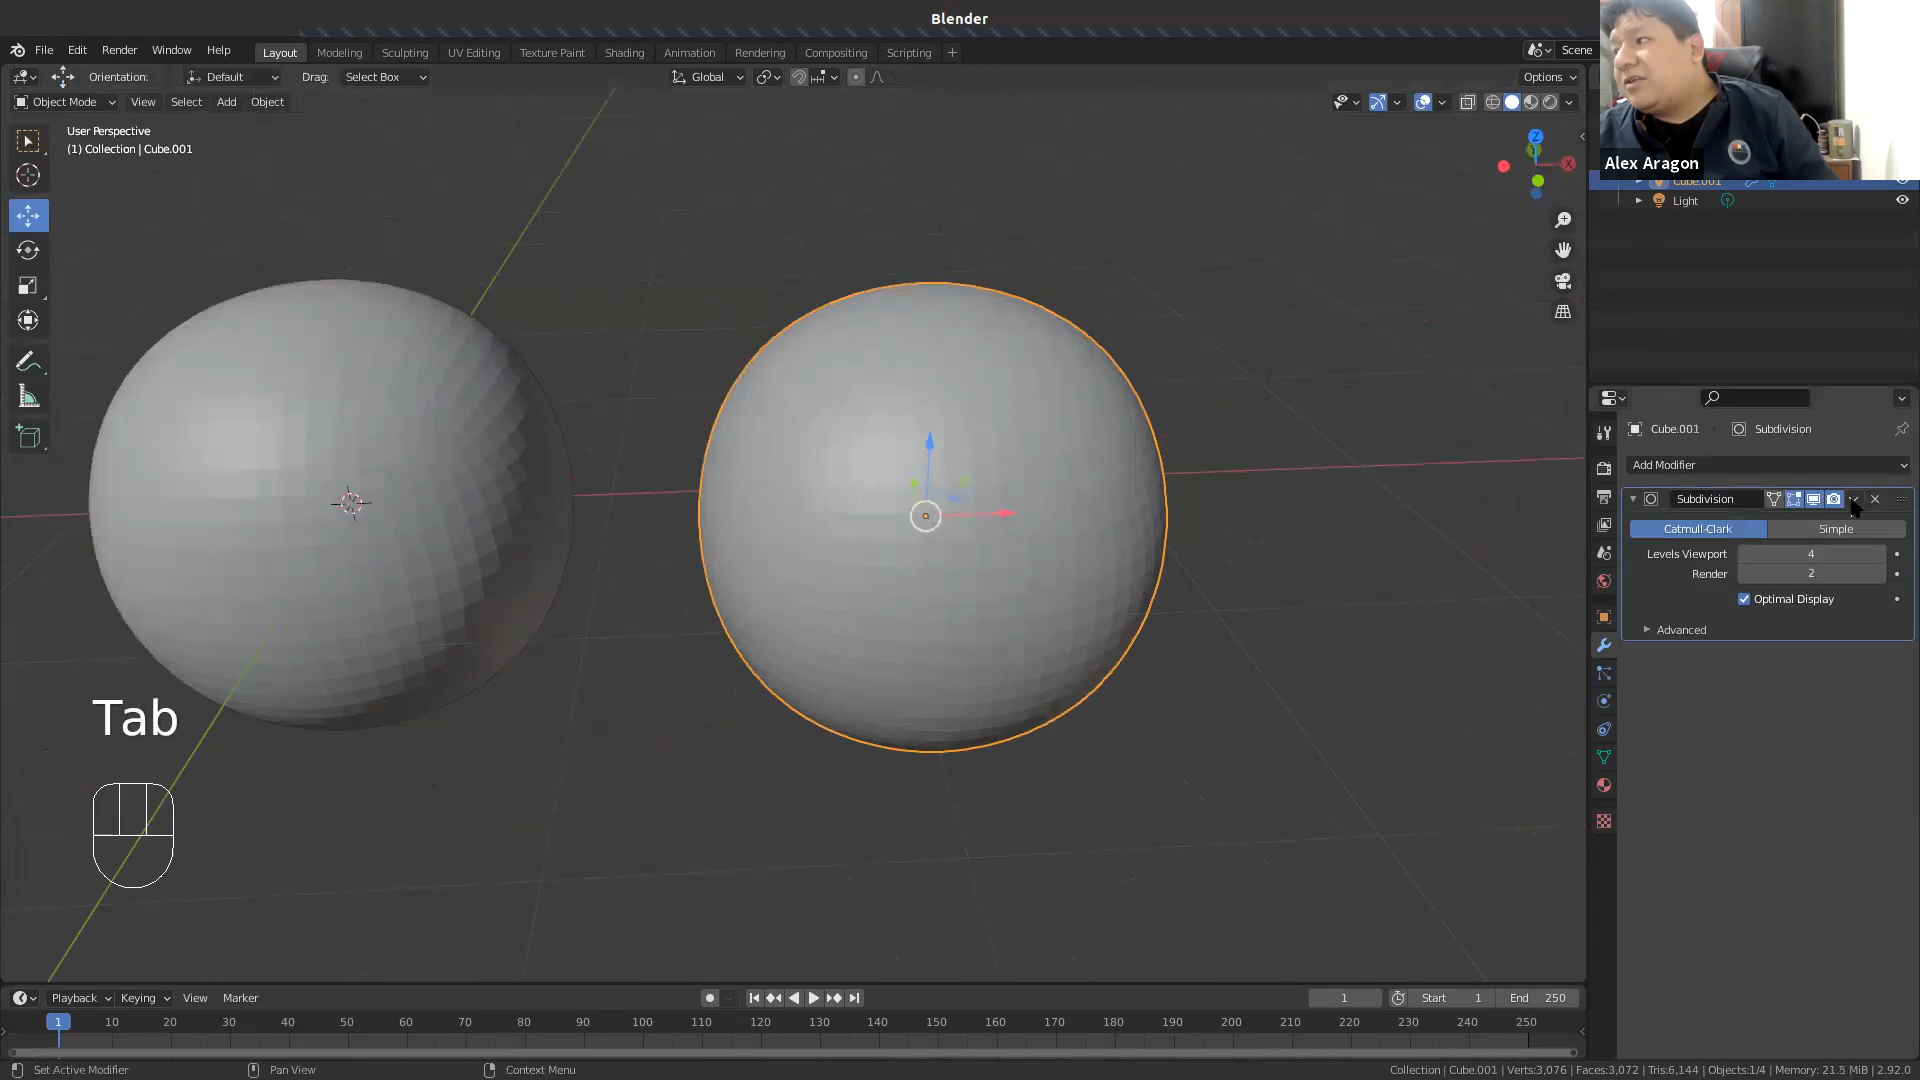 Blender
File Edit Render Window Help
Layout Modeling Sculpting UV Editing Texture Paint Shading Animation Rendering Compositing Scripting
Scene
Orientation: Default Drag: Select Box Global Options
Object Mode View Select Add Object
User Perspective
(1) Collection | Cube.001
Z
X
Alex Aragon
Cube.001
Light
Cube.001 Subdivision
Add Modifier
Subdivision
Catmull-Clark Simple
Levels Viewport 4
Render 2
Optimal Display
Advanced
Tab
Playback Keying View Marker 1 Start 1 End 250
1 10 20 30 40 50 60 70 80 90 100 110 120 130 140 150 160 170 180 190 200 210 220 230 240 250
Set Active Modifier Pan View Context Menu Collection | Cube.001 | Verts:3,076 | Faces:3,072 | Tris:6,144 | Objects:1/4 | Memory: 21.5 MiB | 2.92.0